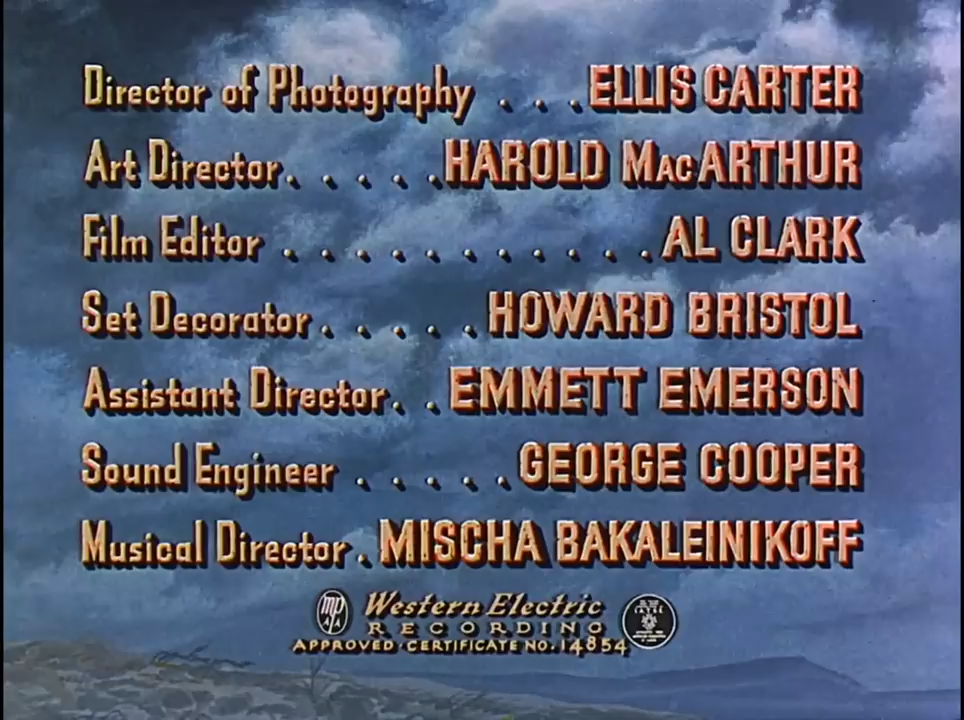 Director of Photography . . . ELLIS CARTER
Art Director. . . . . . HAROLD MacARTHUR
Film Editor . . . . . . . . . . . AL CLARK
Set Decorator . . . . . HOWARD BRISTOL
Assistant Director. . EMMETT EMERSON
Sound Engineer . . . . . GEORGE COOPER
Musical Director . MISCHA BAKALEINIKOFF
Western Electric
RECORDING
APPROVED · CERTIFICATE NO. 14854